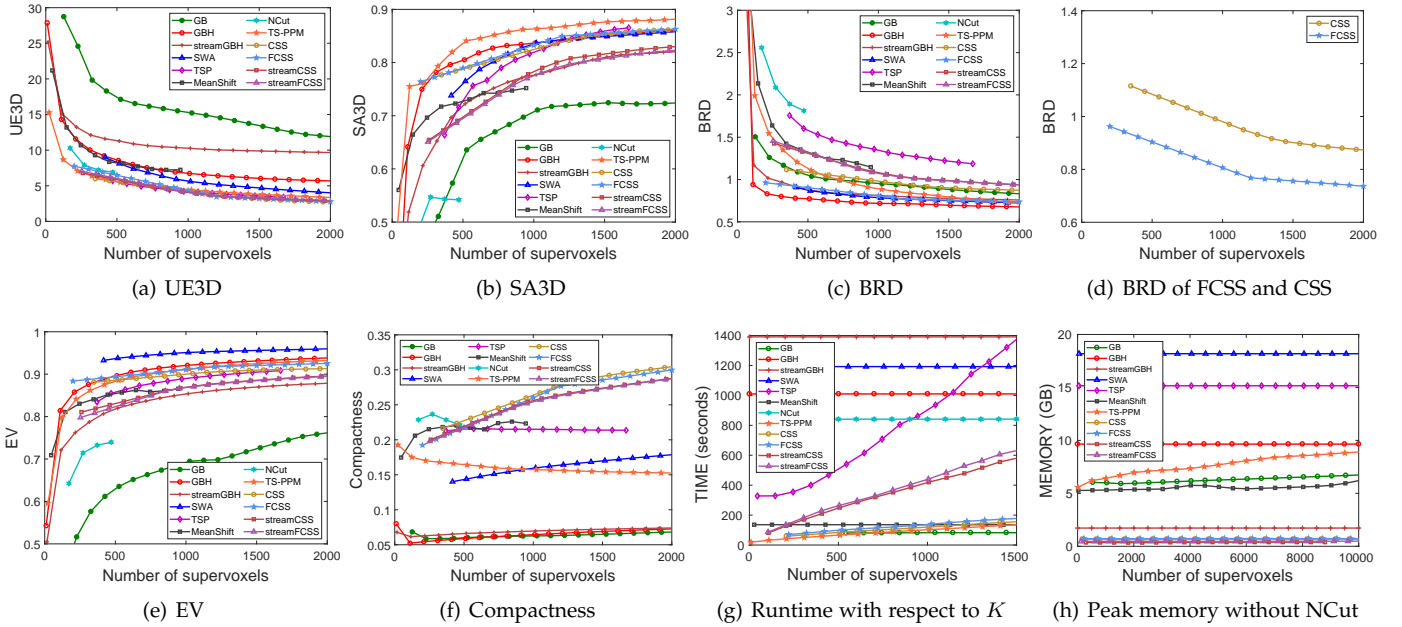 UE3D
30
25
20
15
10
5
0
0 500 1000 1500 2000
Number of supervoxels
GB
GBH
streamGBH
SWA
TSP
MeanShift
NCut
TS-PPM
CSS
FCSS
streamCSS
streamFCSS
(a) UE3D
SA3D
0.9
0.8
0.7
0.6
0.5
0 500 1000 1500 2000
Number of supervoxels
GB
GBH
streamGBH
SWA
TSP
MeanShift
NCut
TS-PPM
CSS
FCSS
streamCSS
streamFCSS
(b) SA3D
BRD
3
2.5
2
1.5
1
0.5
0 500 1000 1500 2000
Number of supervoxels
GB
GBH
streamGBH
SWA
TSP
MeanShift
NCut
TS-PPM
CSS
FCSS
streamCSS
streamFCSS
(c) BRD
BRD
1.4
1.2
1
0.8
0.6
0 500 1000 1500 2000
Number of supervoxels
CSS
FCSS
(d) BRD of FCSS and CSS
EV
1
0.9
0.8
0.7
0.6
0.5
0 500 1000 1500 2000
Number of supervoxels
GB
GBH
streamGBH
SWA
TSP
MeanShift
NCut
TS-PPM
CSS
FCSS
streamCSS
streamFCSS
(e) EV
Compactness
0.35
0.3
0.25
0.2
0.15
0.1
0.05
0 500 1000 1500 2000
Number of supervoxels
GB
GBH
streamGBH
SWA
TSP
MeanShift
NCut
TS-PPM
CSS
FCSS
streamCSS
streamFCSS
(f) Compactness
TIME (seconds)
1400
1200
1000
800
600
400
200
0
0 500 1000 1500
Number of supervoxels
GB
GBH
streamGBH
SWA
TSP
MeanShift
NCut
TS-PPM
CSS
FCSS
streamCSS
streamFCSS
(g) Runtime with respect to K
MEMORY (GB)
20
15
10
5
0
0 2000 4000 6000 8000 10000
Number of supervoxels
GB
GBH
streamGBH
SWA
TSP
MeanShift
TS-PPM
CSS
FCSS
streamCSS
streamFCSS
(h) Peak memory without NCut